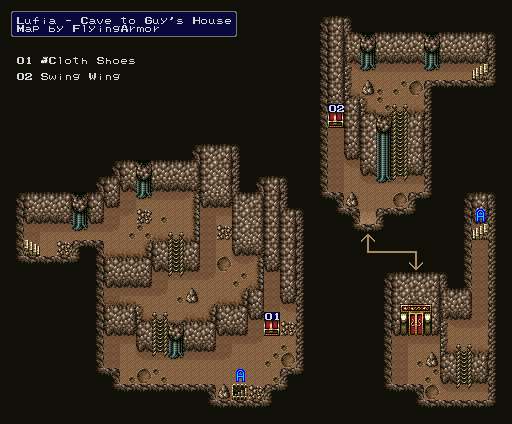 Lufia - Cave to Guy's House
Map by FlyingArmor
01 Cloth Shoes
02 Swing Wing
02
A
01
A